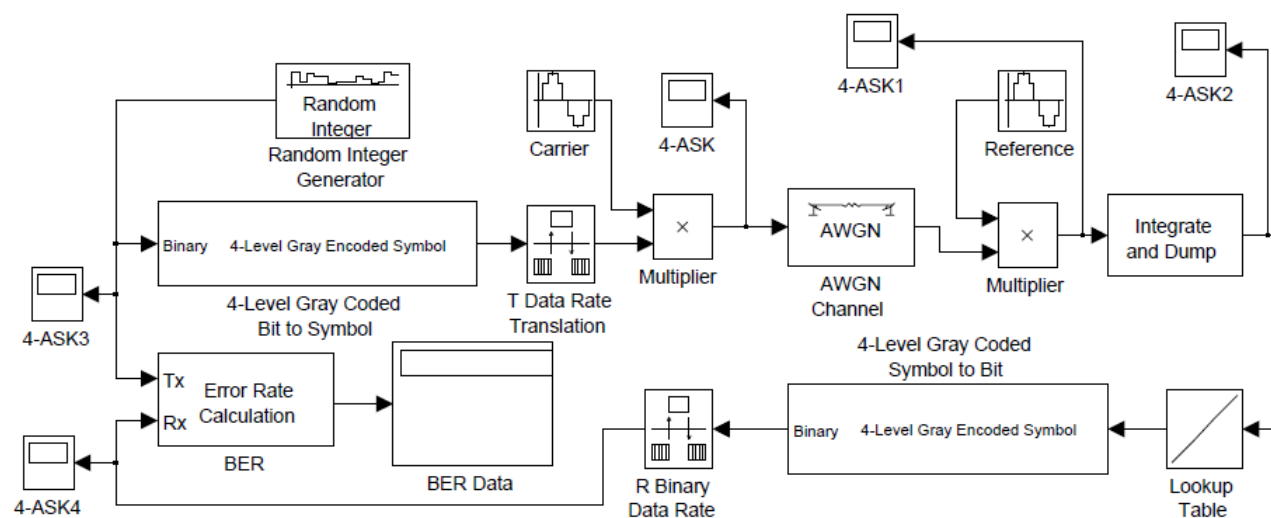 4-ASK1
4-ASK2
Random
Integer
Random Integer
Generator
Carrier
4-ASK
Reference
Binary
4-Level Gray Encoded Symbol
4-Level Gray Coded
Bit to Symbol
T Data Rate
Translation
×
Multiplier
AWGN
AWGN
Channel
×
Multiplier
Integrate
and Dump
4-ASK3
Tx
Rx
Error Rate
Calculation
BER
BER Data
4-ASK4
R Binary
Data Rate
4-Level Gray Coded
Symbol to Bit
Binary
4-Level Gray Encoded Symbol
Lookup
Table